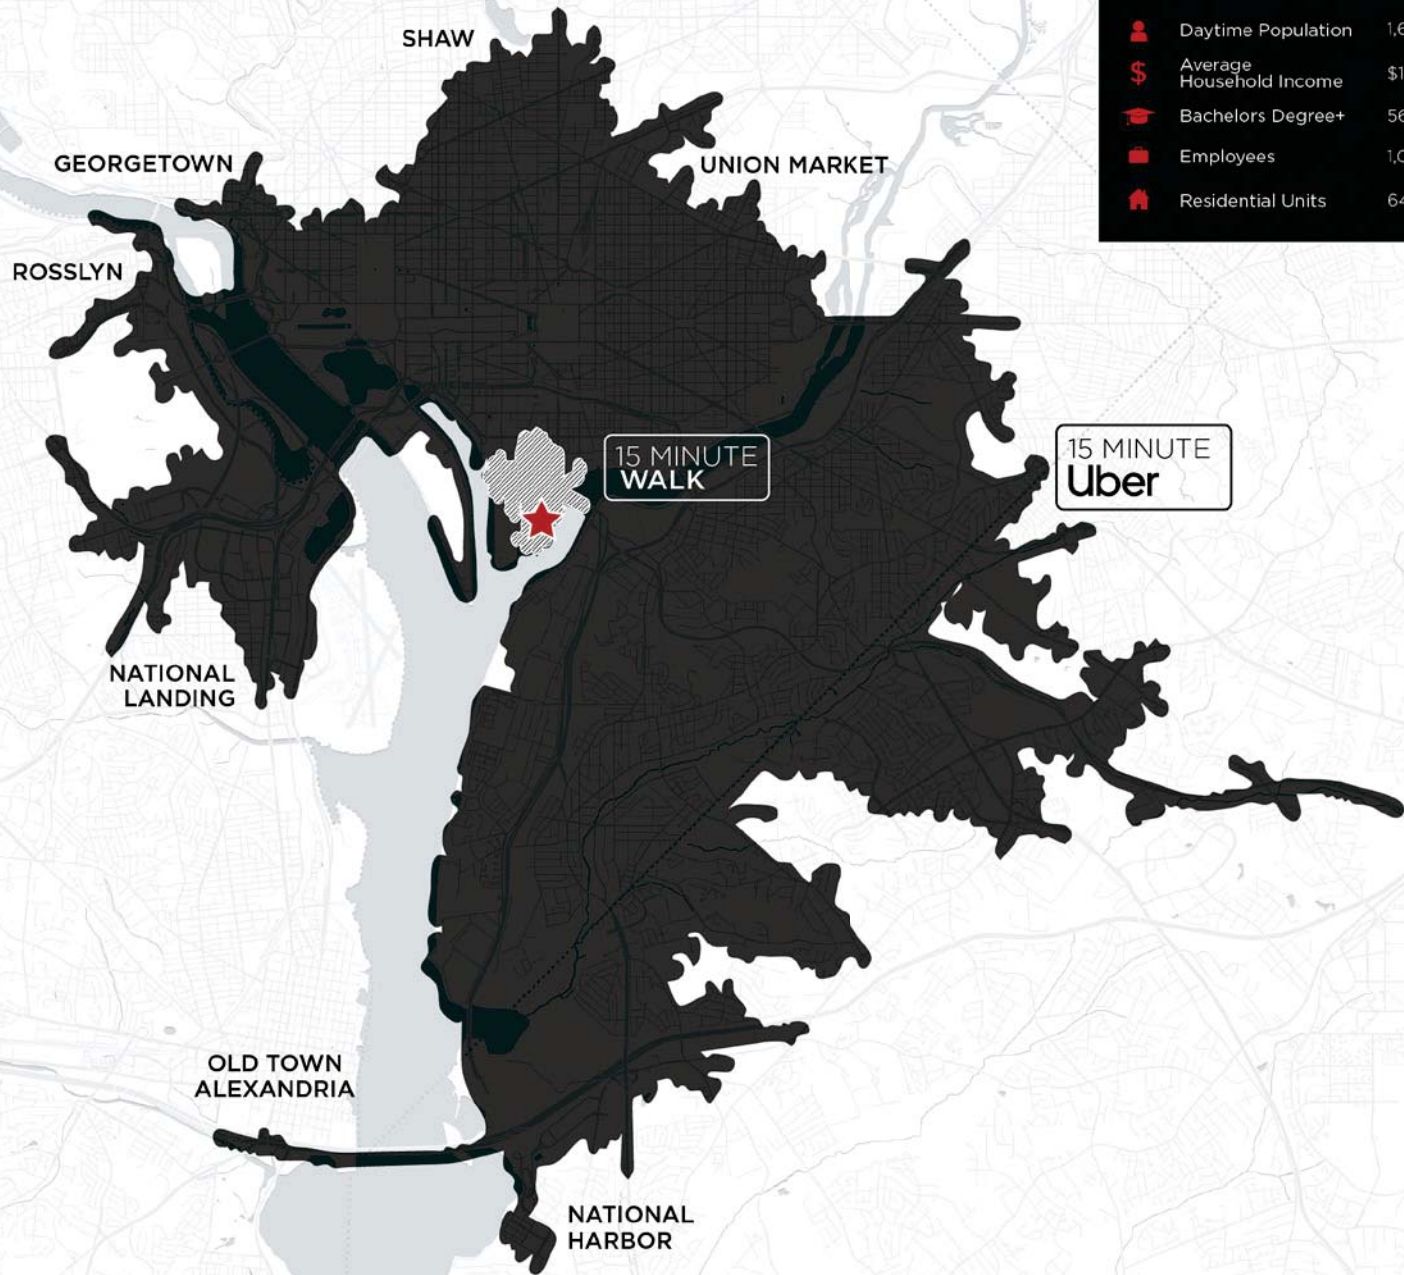 SHAW
Daytime Population
Average
Household Income
Bachelors Degree+
Employees
Residential Units
GEORGETOWN
UNION MARKET
ROSSLYN
15 MINUTE
WALK
15 MINUTE
Uber
NATIONAL
LANDING
OLD TOWN
ALEXANDRIA
NATIONAL
HARBOR